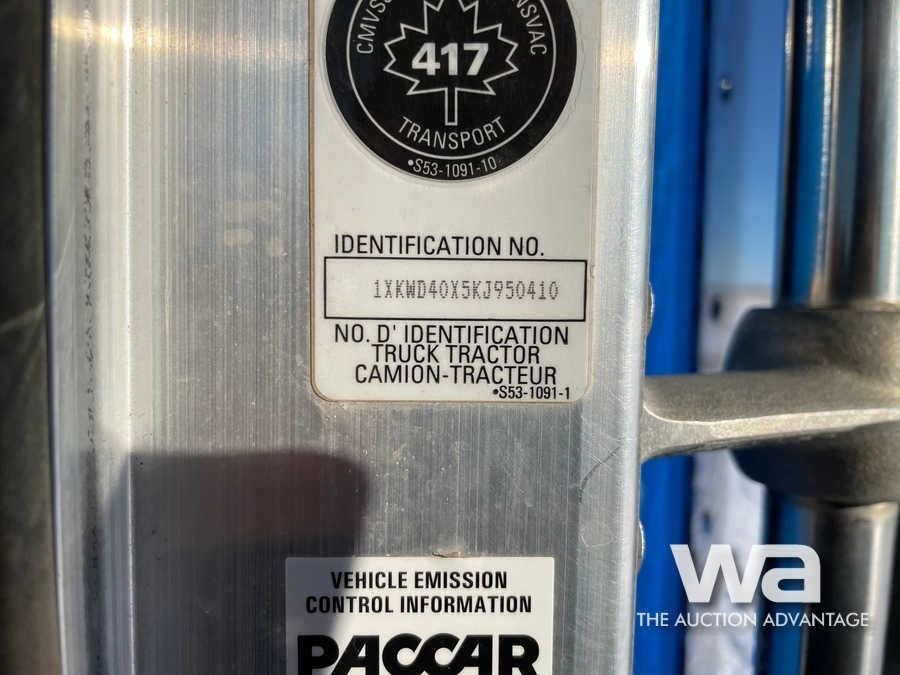 CMVSS NSVAC
417
TRANSPORT
•S53-1091-10
IDENTIFICATION NO.
1XKWD40X5KJ950410
NO. D' IDENTIFICATION
TRUCK TRACTOR
CAMION-TRACTEUR
•S53-1091-1
VEHICLE EMISSION
CONTROL INFORMATION
PACCAR
wa
THE AUCTION ADVANTAGE